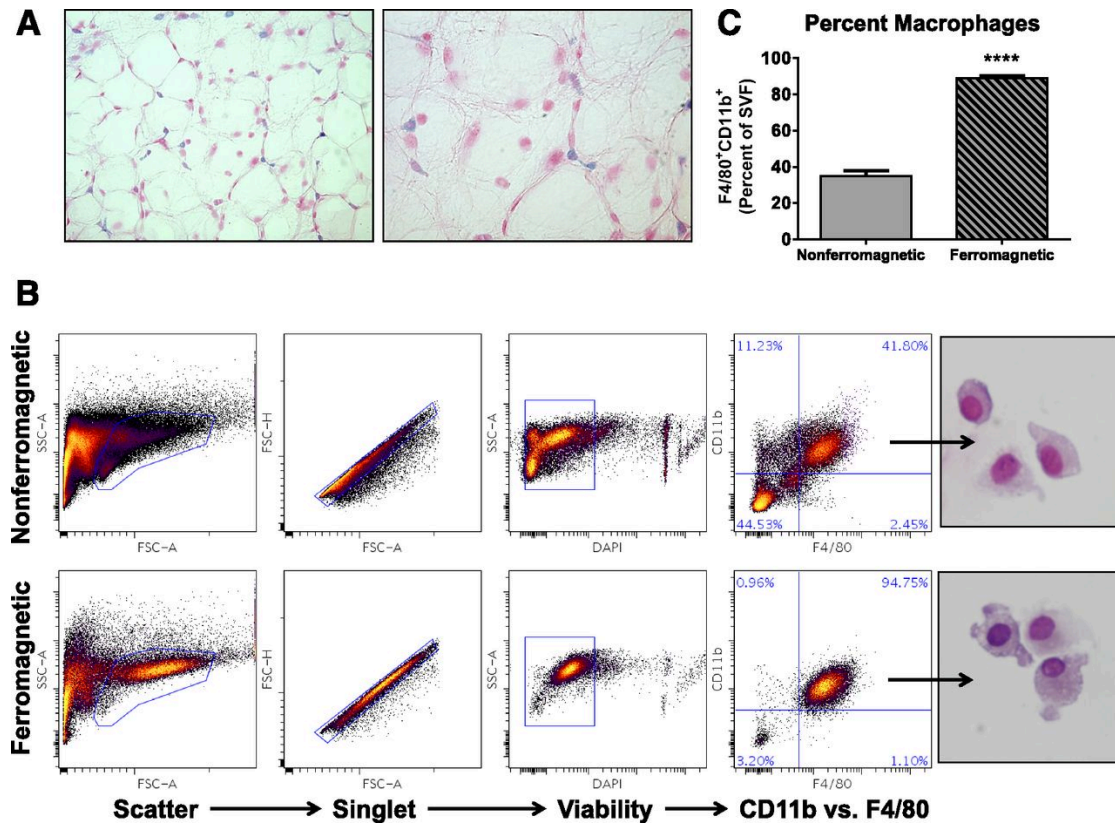 A
C
Percent Macrophages
F4/80+CD11b+
(Percent of SVF)
100
80
60
40
20
0
****
Nonferromagnetic
Ferromagnetic
B
Nonferromagnetic
SSC-A
FSC-A
FSC-H
FSC-A
SSC-A
DAPI
CD11b
11.23%
41.80%
44.53%
2.45%
F4/80
Ferromagnetic
SSC-A
FSC-A
FSC-H
FSC-A
SSC-A
DAPI
CD11b
0.96%
94.75%
3.20%
1.10%
F4/80
Scatter
Singlet
Viability
CD11b vs. F4/80